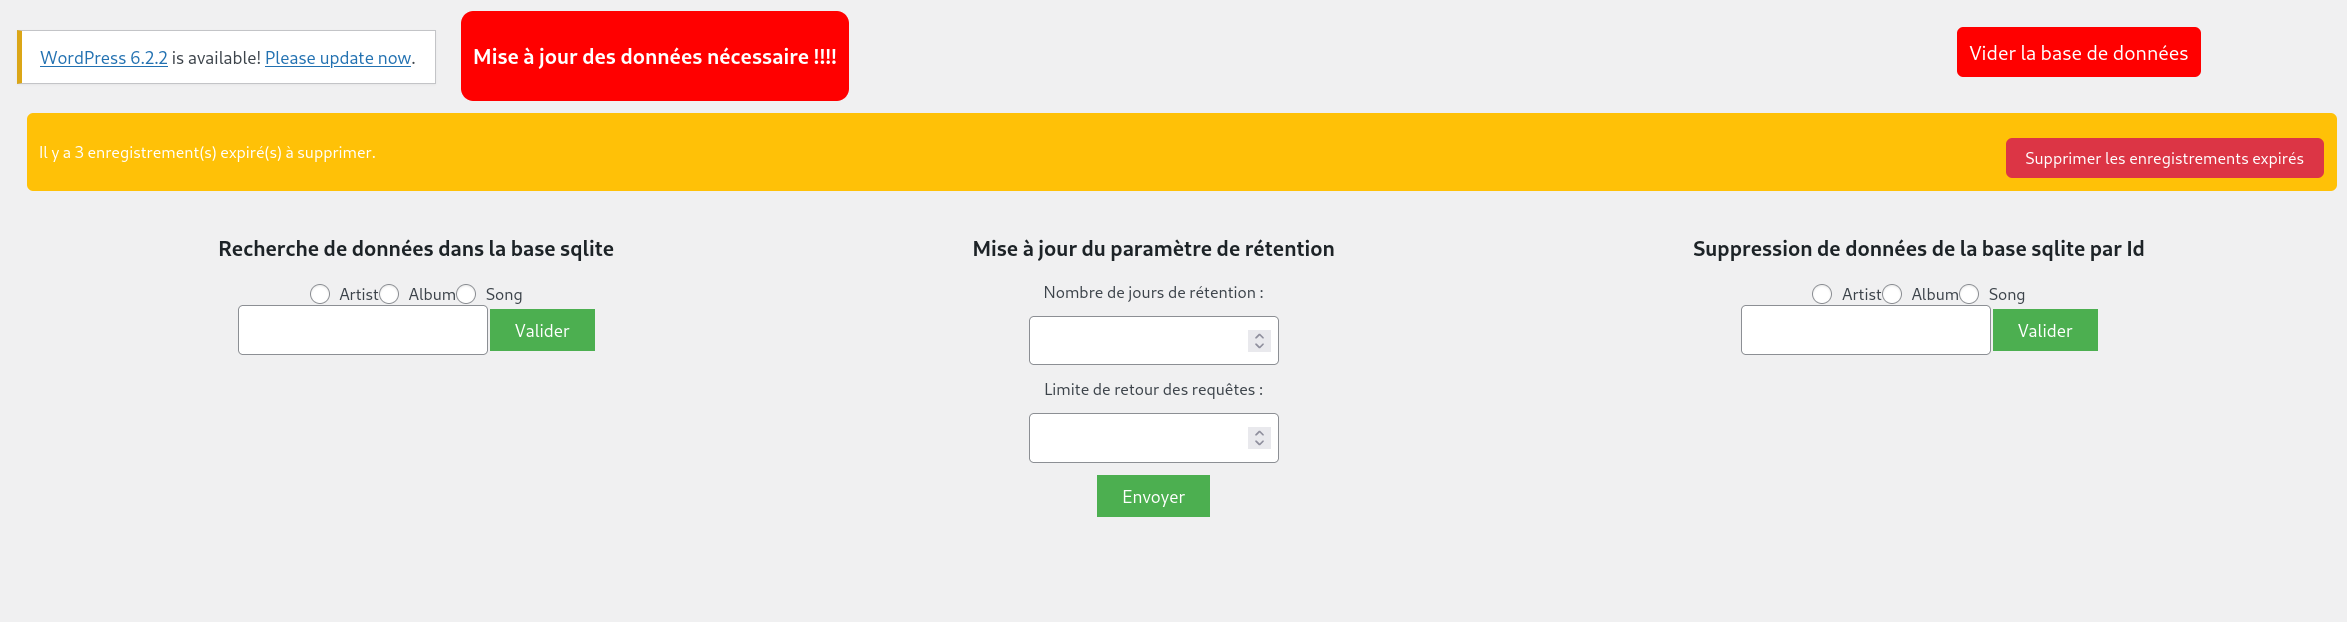 WordPress 6.2.2 is available! Please update now.
Mise à jour des données nécessaire !!!!
Vider la base de données
Il y a 3 enregistrement(s) expiré(s) à supprimer.
Supprimer les enregistrements expirés
Recherche de données dans la base sqlite
Artist Album Song
Valider
Mise à jour du paramètre de rétention
Nombre de jours de rétention :
Limite de retour des requêtes :
Envoyer
Suppression de données de la base sqlite par Id
Artist Album Song
Valider